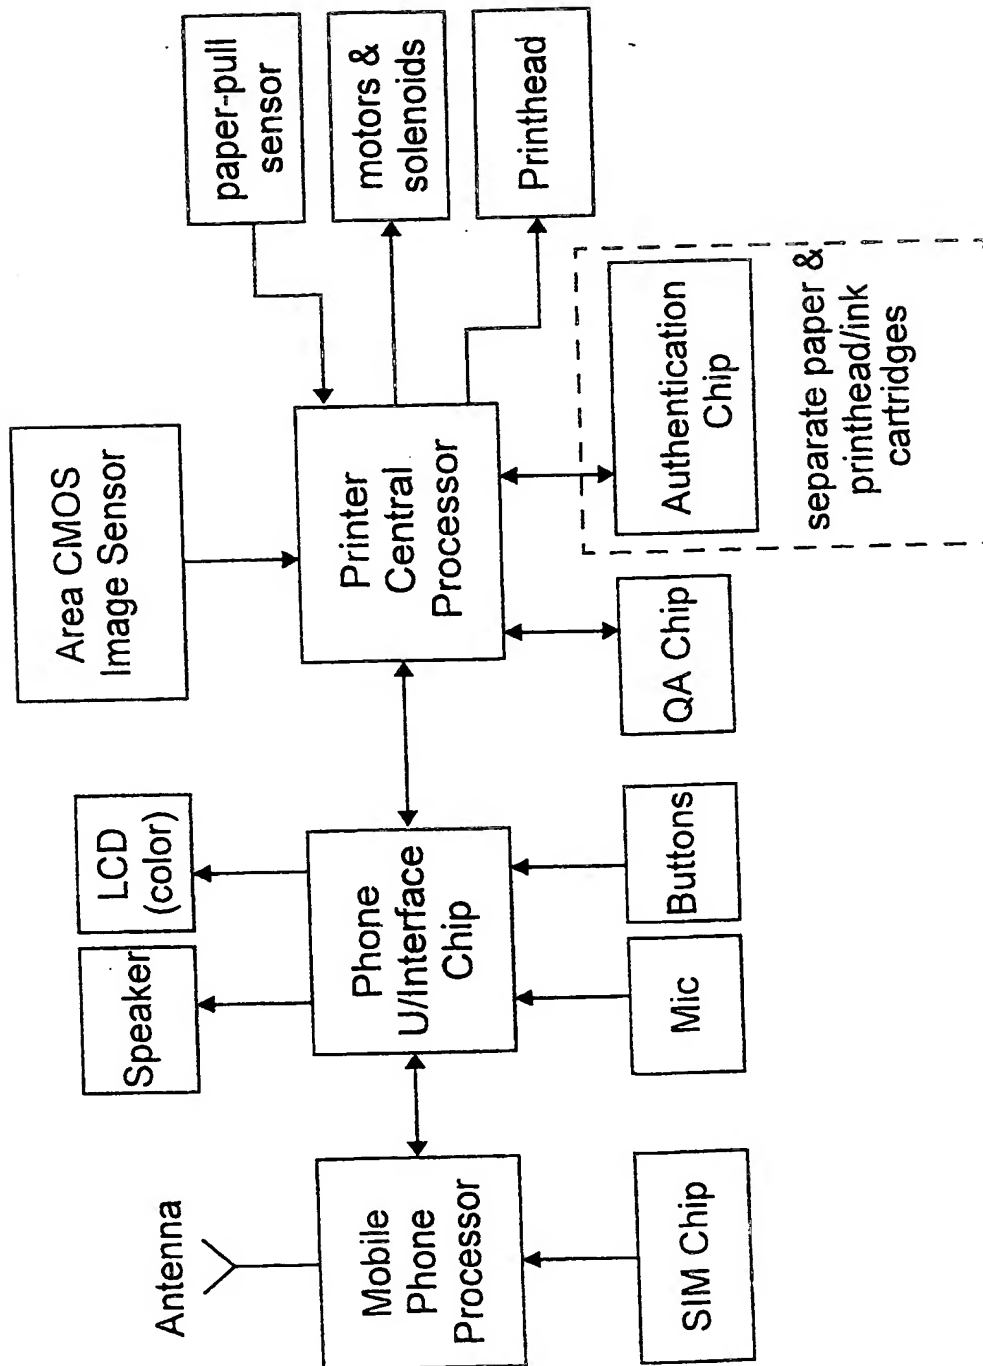 Antenna
Mobile
Phone
Processor
SIM Chip
Speaker
LCD
(color)
Phone
U/Interface
Chip
Mic
Buttons
Area CMOS
Image Sensor
Printer
Central
Processor
QA Chip
Authentication
Chip
separate paper &
printhead/ink
cartridges
paper-pull
sensor
motors &
solenoids
Printhead